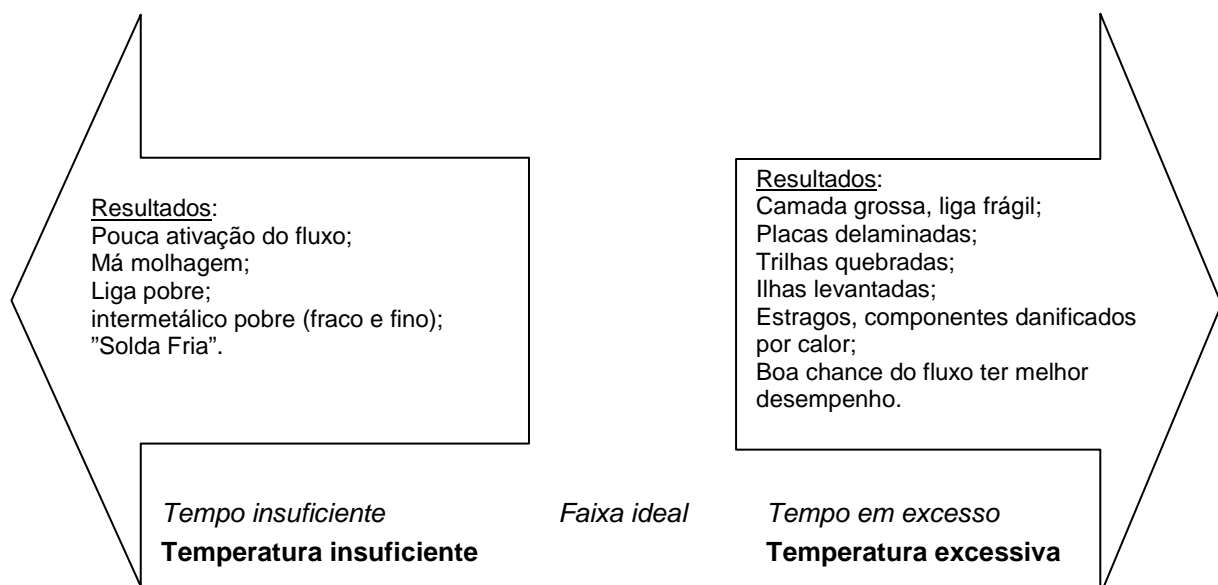 Resultados:
Pouca ativação do fluxo;
Má molhagem;
Liga pobre;
intermetálico pobre (fraco e fino);
”Solda Fria”.
Resultados:
Camada grossa, liga frágil;
Placas delaminadas;
Trilhas quebradas;
Ilhas levantadas;
Estragos, componentes danificados
por calor;
Boa chance do fluxo ter melhor
desempenho.
Tempo insuficiente Faixa ideal Tempo em excesso
Temperatura insuficiente Temperatura excessiva